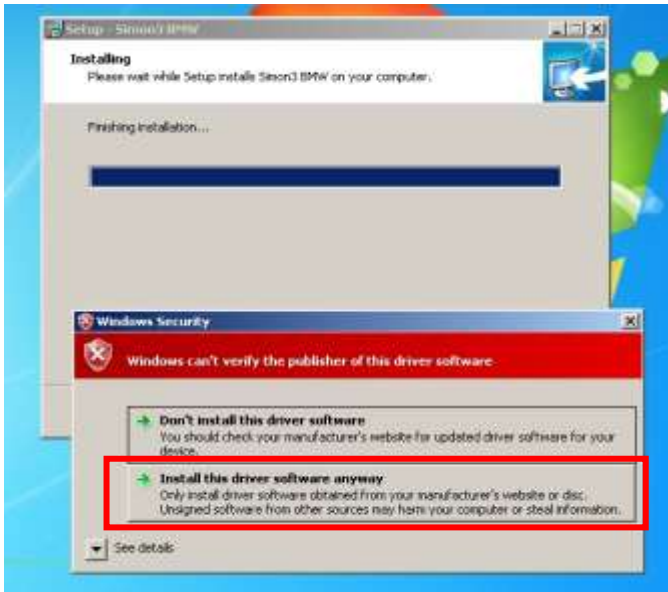 Setup - Simon3 BMW
Installing
Please wait while Setup installs Simon3 BMW on your computer.
Finishing installation...
Windows Security
Windows can't verify the publisher of this driver software
Don't install this driver software
You should check your manufacturer's website for updated driver software for your
device.
Install this driver software anyway
Only install driver software obtained from your manufacturer's website or disc.
Unsigned software from other sources may harm your computer or steal information.
See details